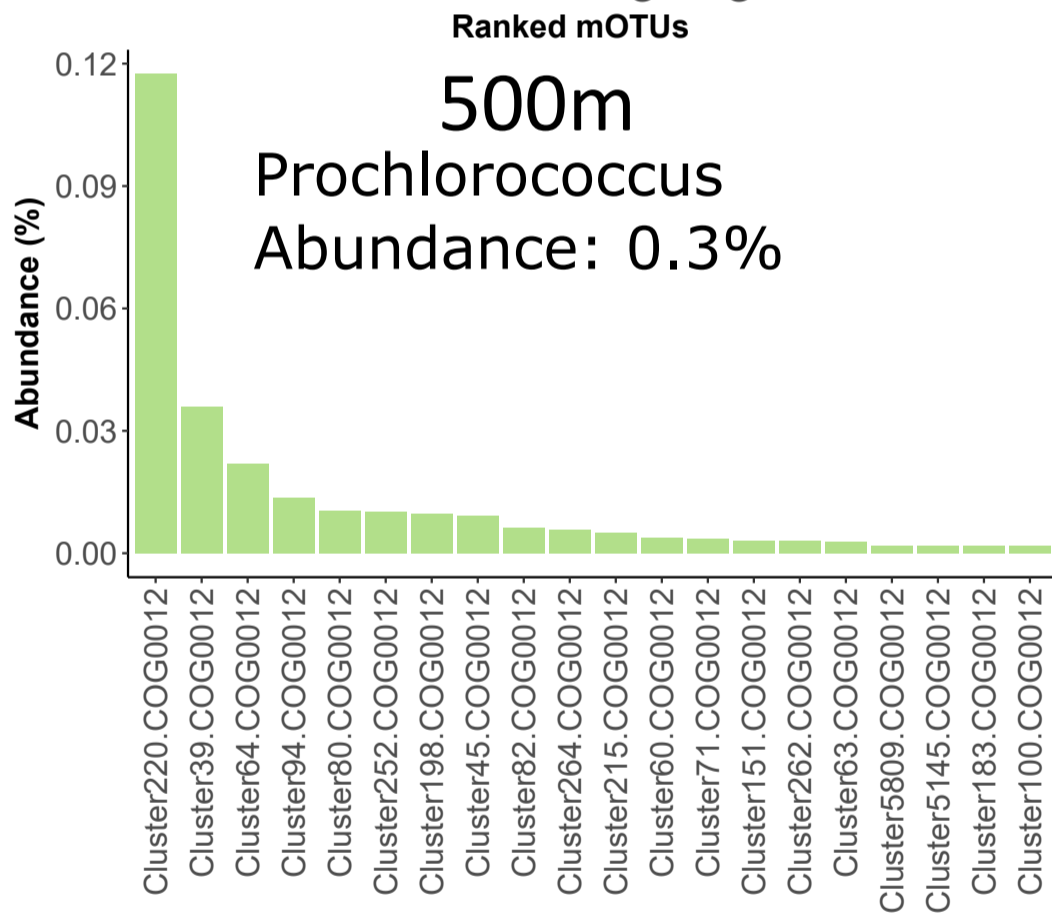 Ranked mOTUs
500m
Prochlorococcus
Abundance: 0.3%
Abundance (%)
0.12
0.09
0.06
0.03
0.00
Cluster220.COG0012
Cluster39.COG0012
Cluster64.COG0012
Cluster94.COG0012
Cluster80.COG0012
Cluster252.COG0012
Cluster198.COG0012
Cluster45.COG0012
Cluster82.COG0012
Cluster264.COG0012
Cluster215.COG0012
Cluster60.COG0012
Cluster71.COG0012
Cluster151.COG0012
Cluster262.COG0012
Cluster63.COG0012
Cluster5809.COG0012
Cluster5145.COG0012
Cluster183.COG0012
Cluster100.COG0012